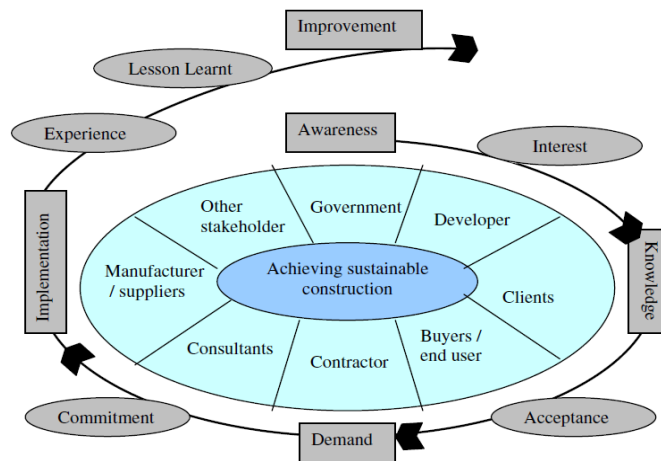 Improvement
Lesson Learnt
Experience
Awareness
Interest
Implementation
Knowledge
Other
stakeholder
Government
Developer
Manufacturer
/ suppliers
Achieving sustainable
construction
Clients
Consultants
Contractor
Buyers /
end user
Commitment
Demand
Acceptance